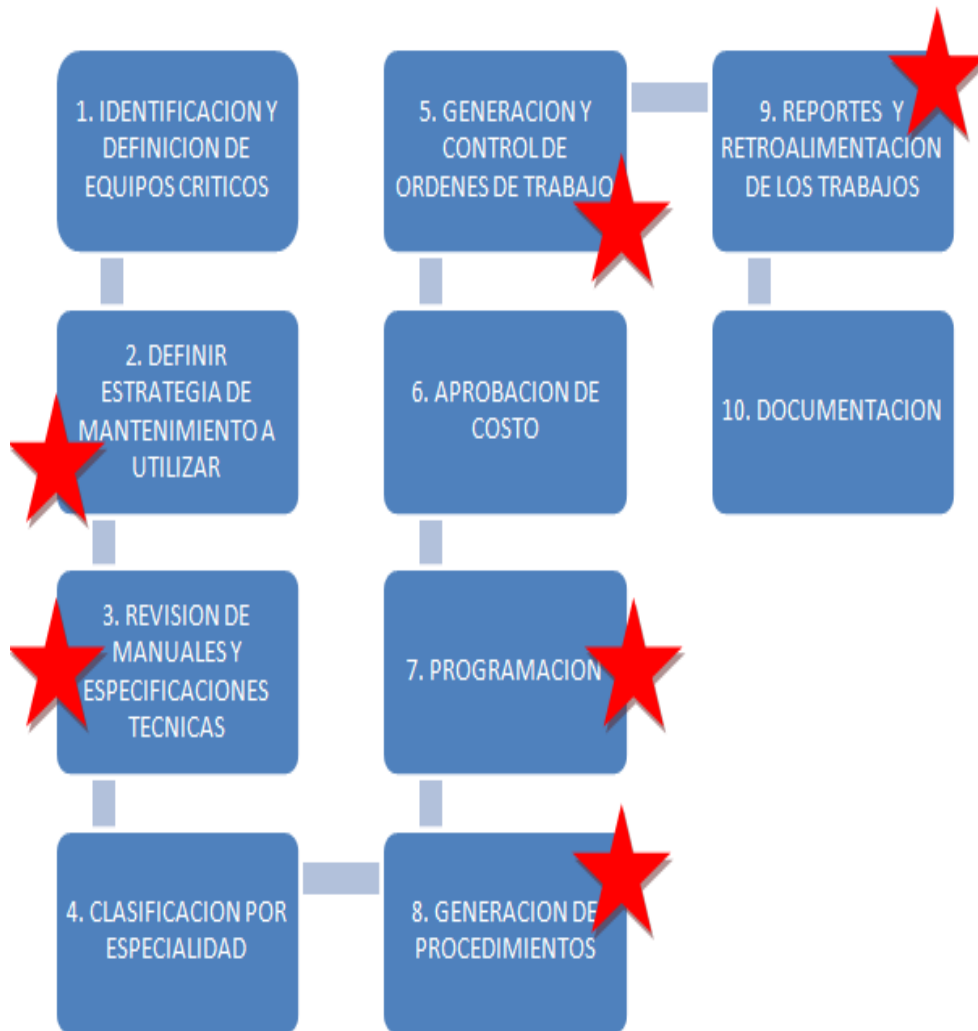 1. IDENTIFICACION Y
DEFINICION DE
EQUIPOS CRITICOS
2. DEFINIR
ESTRATEGIA DE
MANTENIMIENTO A
UTILIZAR
3. REVISION DE
MANUALES Y
ESPECIFICACIONES
TECNICAS
4. CLASIFICACION POR
ESPECIALIDAD
5. GENERACION Y
CONTROL DE
ORDENES DE TRABAJO
6. APROBACION DE
COSTO
7. PROGRAMACION
8. GENERACION DE
PROCEDIMIENTOS
9. REPORTES Y
RETROALIMENTACION
DE LOS TRABAJOS
10. DOCUMENTACION